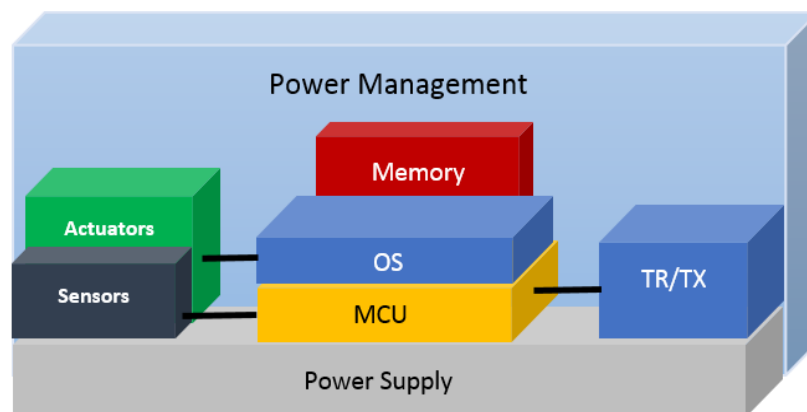 Power Management
Memory
Actuators
OS
TR/TX
Sensors
MCU
Power Supply